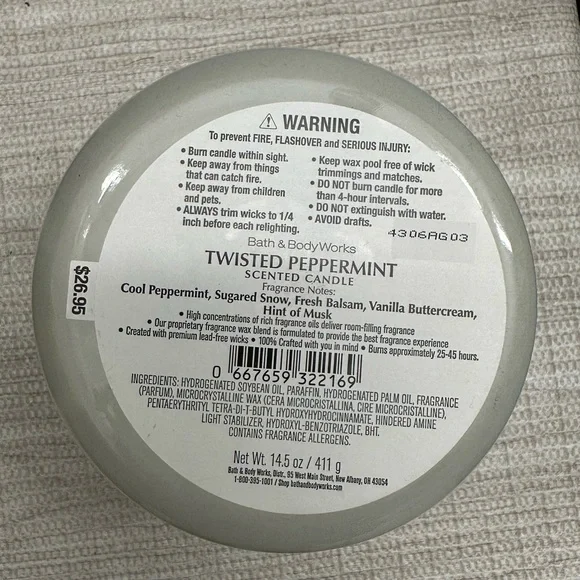 ⚠ WARNING
To prevent FIRE, FLASHOVER and SERIOUS INJURY:
• Burn candle within sight.
• Keep away from things
that can catch fire.
• Keep away from children
and pets.
• ALWAYS trim wicks to 1/4
inch before each relighting.
• Keep wax pool free of wick
trimmings and matches.
• DO NOT burn candle for more
than 4-hour intervals.
• DO NOT extinguish with water.
• AVOID drafts.
4306AG03
Bath & Body Works
TWISTED PEPPERMINT
SCENTED CANDLE
Fragrance Notes:
Cool Peppermint, Sugared Snow, Fresh Balsam, Vanilla Buttercream,
Hint of Musk
• High concentrations of rich fragrance oils deliver room-filling fragrance
• Our proprietary fragrance wax blend is formulated to provide the best fragrance experience
• Created with premium lead-free wicks • 100% Crafted with you in mind • Burns approximately 25-45 hours.
$26.95
0 667659 322169
INGREDIENTS: HYDROGENATED SOYBEAN OIL, PARAFFIN, HYDROGENATED PALM OIL, FRAGRANCE
(PARFUM), MICROCRYSTALLINE WAX (CERA MICROCRISTALLINA, CIRE MICROCRISTALLINE),
PENTAERYTHRITYL TETRA-DI-T-BUTYL HYDROXYHYDROCINNAMATE, HINDERED AMINE
LIGHT STABILIZER, HYDROXYL-BENZOTRIAZOLE, BHT.
CONTAINS FRAGRANCE ALLERGENS.
Net Wt. 14.5 oz / 411 g
Bath & Body Works, Distr., 95 West Main Street, New Albany, OH 43054
1-800-395-1001 / Shop bathandbodyworks.com